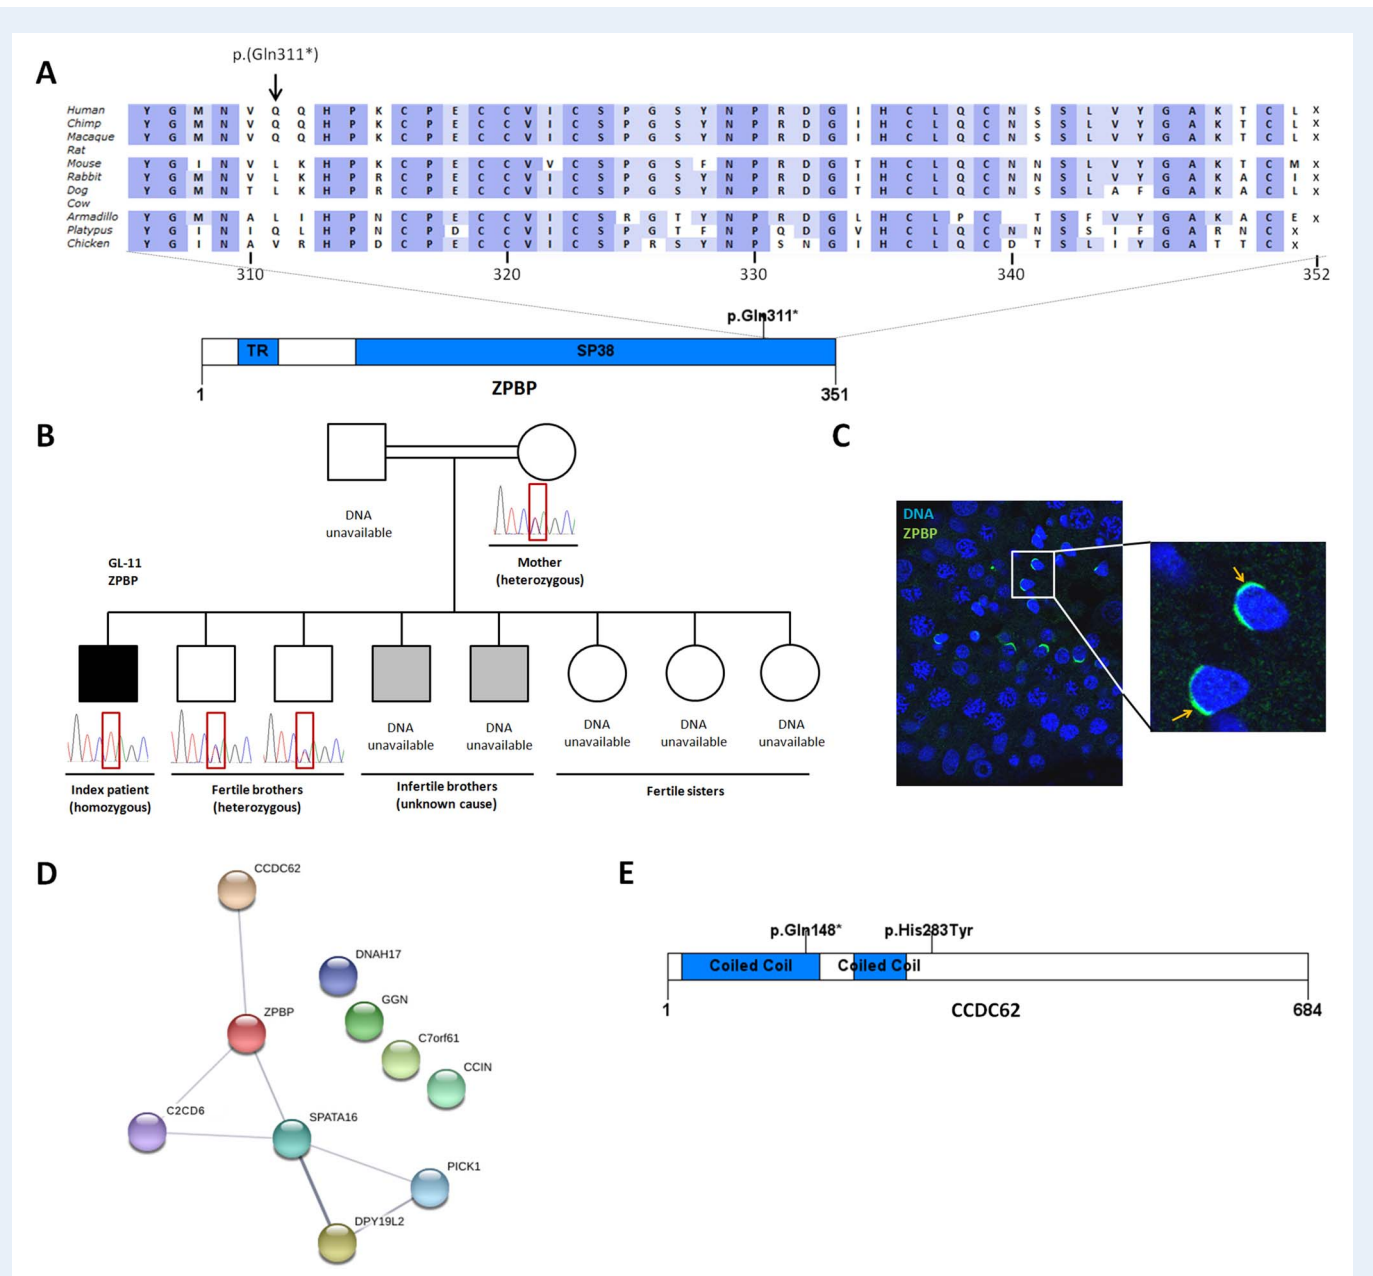 A
p.(Gln311*)
Human Y G M N V Q Q H P K C P E C C V I C S P G S Y N P R D G I H C L Q C N S S L V Y G A K T C L X
Chimp Y G M N V Q Q H P K C P E C C V I C S P G S Y N P R D G I H C L Q C N S S L V Y G A K T C L X
Macaque Y G M N V Q Q H P K C P E C C V I C S P G S Y N P R D G I H C L Q C N S S L V Y G A K T C L X
Rat
Mouse Y G I N V L K H P K C P E C C V V C S P G S F N P R D G T H C L Q C N N S L V Y G A K T C M X
Rabbit Y G M N V L K H P R C P E C C V I C S P G S Y N P R D G I H C L Q C N N S L V Y G A K A C I X
Dog Y G M N T L K H P R C P E C C V I C S P G S Y N P R D G T H C L Q C N S S L A F G A K A C L X
Cow
Armadillo Y G M N A L I H P N C P E C C V I C S R G T Y N P R D G L H C L P C T S F V Y G A K A C E X
Platypus Y G I N I Q L H P N C P D C C V I C S P G T F N P Q D G V H C L Q C N N S S I F G A R N C X
Chicken Y G I N A V R H P D C P E C C V I C S P R S Y N P S N G I H C L Q C D T S L I Y G A T T C X
310 320 330 340 352
p.Gln311*
TR SP38
1 ZPBP 351
B
DNA
unavailable
Mother
(heterozygous)
GL-11
ZPBP
DNA
unavailable
DNA
unavailable
DNA
unavailable
DNA
unavailable
DNA
unavailable
Index patient
(homozygous)
Fertile brothers
(heterozygous)
Infertile brothers
(unknown cause)
Fertile sisters
C
DNA
ZPBP
D
CCDC62
DNAH17
GGN
ZPBP
C7orf61
CCIN
C2CD6
SPATA16
PICK1
DPY19L2
E
p.Gln148* p.His283Tyr
Coiled Coil Coiled Coil
1 CCDC62 684